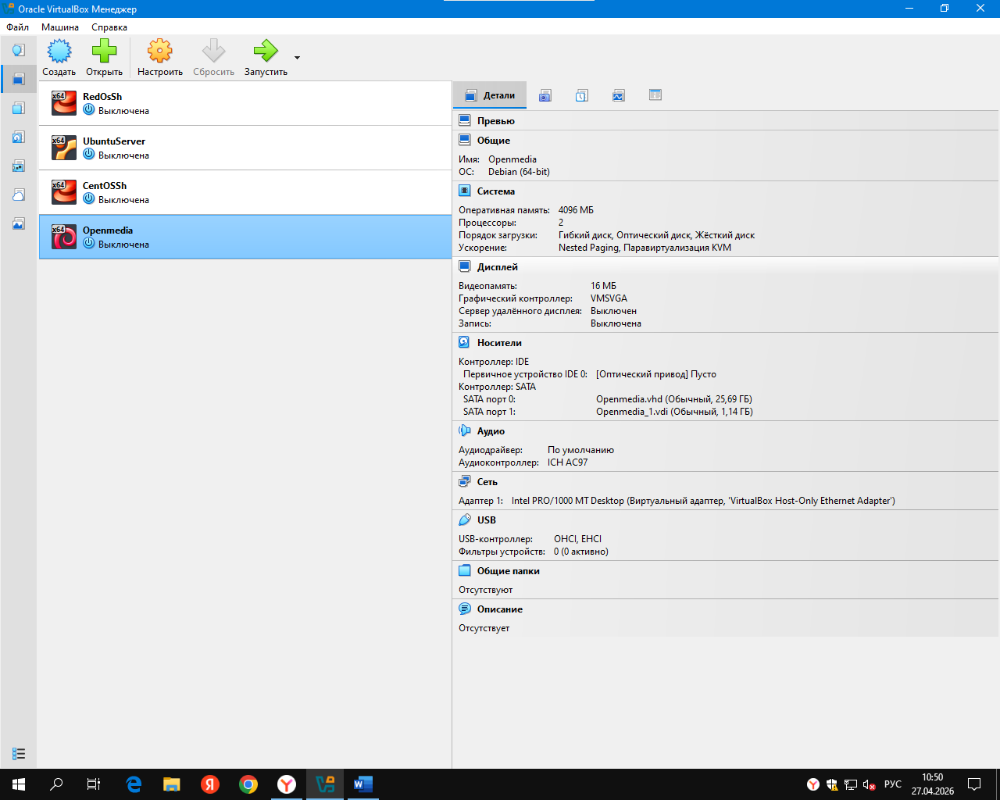 Oracle VirtualBox Менеджер
Файл Машина Справка
Создать Открыть Настроить Сбросить Запустить
x64 RedOsSh
Выключена
x64 UbuntuServer
Выключена
x64 CentOSSh
Выключена
x64 Openmedia
Выключена
Детали
Превью
Общие
Имя: Openmedia
ОС: Debian (64-bit)
Система
Оперативная память: 4096 МБ
Процессоры: 2
Порядок загрузки: Гибкий диск, Оптический диск, Жёсткий диск
Ускорение: Nested Paging, Паравиртуализация KVM
Дисплей
Видеопамять: 16 МБ
Графический контроллер: VMSVGA
Сервер удалённого дисплея: Выключен
Запись: Выключена
Носители
Контроллер: IDE
Первичное устройство IDE 0: [Оптический привод] Пусто
Контроллер: SATA
SATA порт 0: Openmedia.vhd (Обычный, 25,69 ГБ)
SATA порт 1: Openmedia_1.vdi (Обычный, 1,14 ГБ)
Аудио
Аудиодрайвер: По умолчанию
Аудиоконтроллер: ICH AC97
Сеть
Адаптер 1: Intel PRO/1000 MT Desktop (Виртуальный адаптер, 'VirtualBox Host-Only Ethernet Adapter')
USB
USB-контроллер: OHCI, EHCI
Фильтры устройств: 0 (0 активно)
Общие папки
Отсутствуют
Описание
Отсутствует
РУС
10:50
27.04.2026